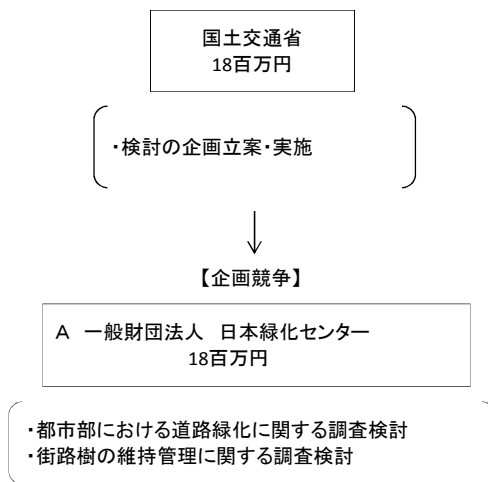 国土交通省
18百万円
・検討の企画立案・実施
【企画競争】
A 一般財団法人 日本緑化センター
18百万円
・都市部における道路緑化に関する調査検討
・街路樹の維持管理に関する調査検討